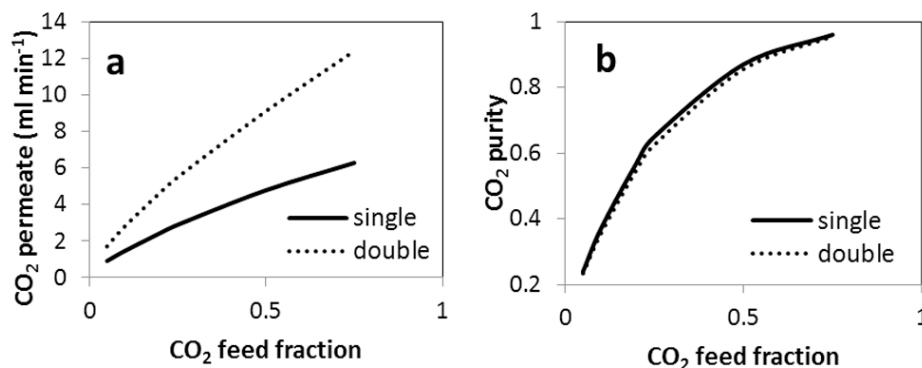 a
CO₂ permeate (ml min⁻¹)
14
12
10
8
6
4
2
0
single
double
0
0.5
1
CO₂ feed fraction
b
CO₂ purity
1
0.8
0.6
0.4
0.2
single
double
0
0.5
1
CO₂ feed fraction